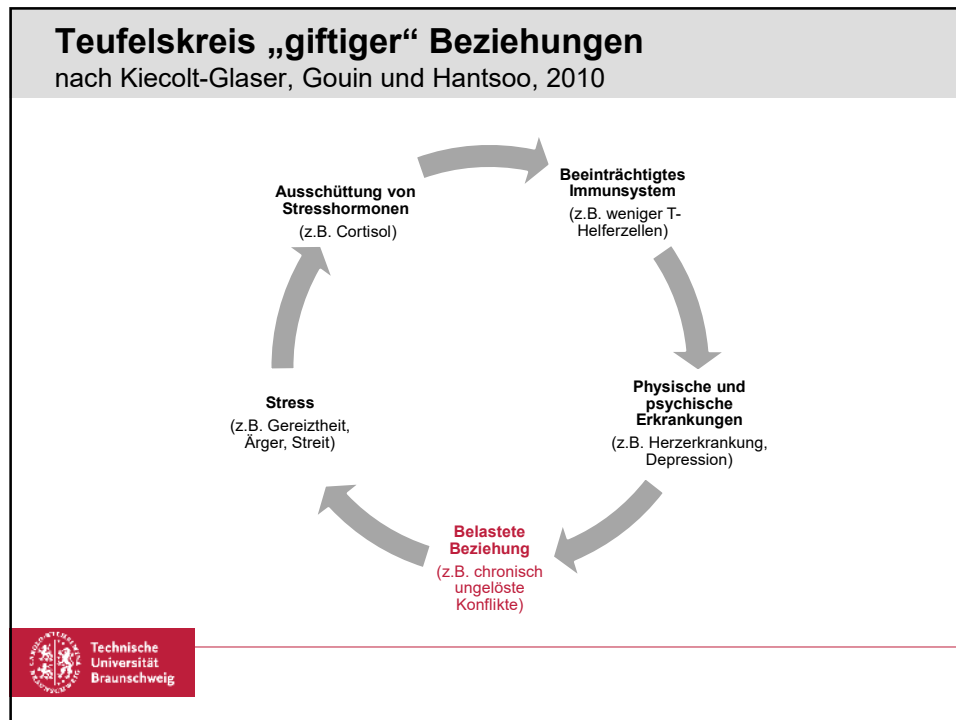 Teufelskreis „giftiger“ Beziehungen
nach Kiecolt-Glaser, Gouin und Hantsoo, 2010
Beeinträchtigtes
Immunsystem
(z.B. weniger T-
Helferzellen)
Physische und
psychische
Erkrankungen
(z.B. Herzerkrankung,
Depression)
Belastete
Beziehung
(z.B. chronisch
ungelöste
Konflikte)
Stress
(z.B. Gereiztheit,
Ärger, Streit)
Ausschüttung von
Stresshormonen
(z.B. Cortisol)
Technische
Universität
Braunschweig